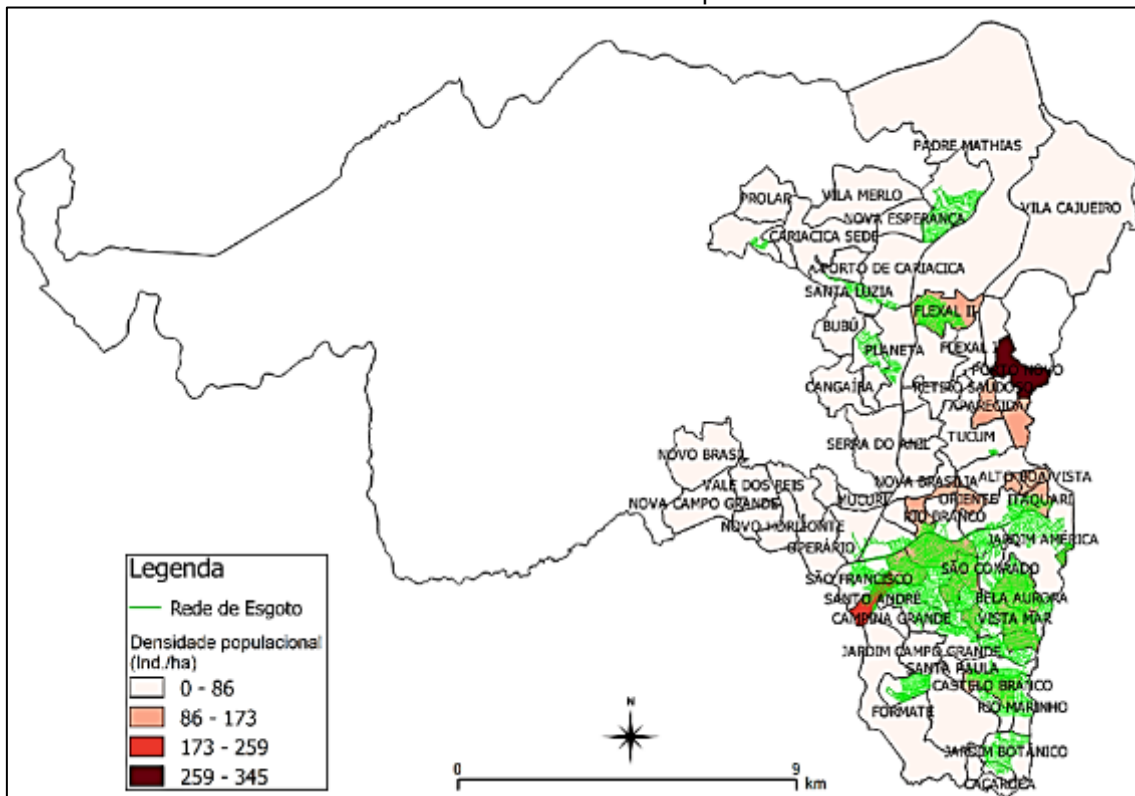 PADRE MATHIAS
PROLAR
VILA MERLO
VILA CAJUEIRO
NOVA ESPERANÇA
CARIACICA SEDE
PORTO DE CARIACICA
SANTA LUZIA
FLEXAL II
BUBÚ
PLANETA
FLEXAL I
PORTO NOVO
CANGAÍBA
RETIRO SAUDOSO
APARECIDA
SERRA DO ANIL
TUCUM
NOVO BRASIL
VALE DOS REIS
NOVA BRASÍLIA
ALTO BOA VISTA
NOVA CAMPO GRANDE
MUCURI
ORIENTE
ITAQUARI
RIO BRANCO
NOVO HORIZONTE
OPERÁRIO
JARDIM AMÉRICA
SÃO CONRADO
SÃO FRANCISCO
SANTO ANDRÉ
BELA AURORA
CAMPINA GRANDE
VISTA MAR
JARDIM CAMPO GRANDE
SANTA PAULA
CASTELO BRANCO
FORMATE
RIO MARINHO
JARDIM BOTÂNICO
CAÇAROCA
Legenda
Rede de Esgoto
Densidade populacional
(Ind./ha)
0 - 86
86 - 173
173 - 259
259 - 345
N
0
9
km